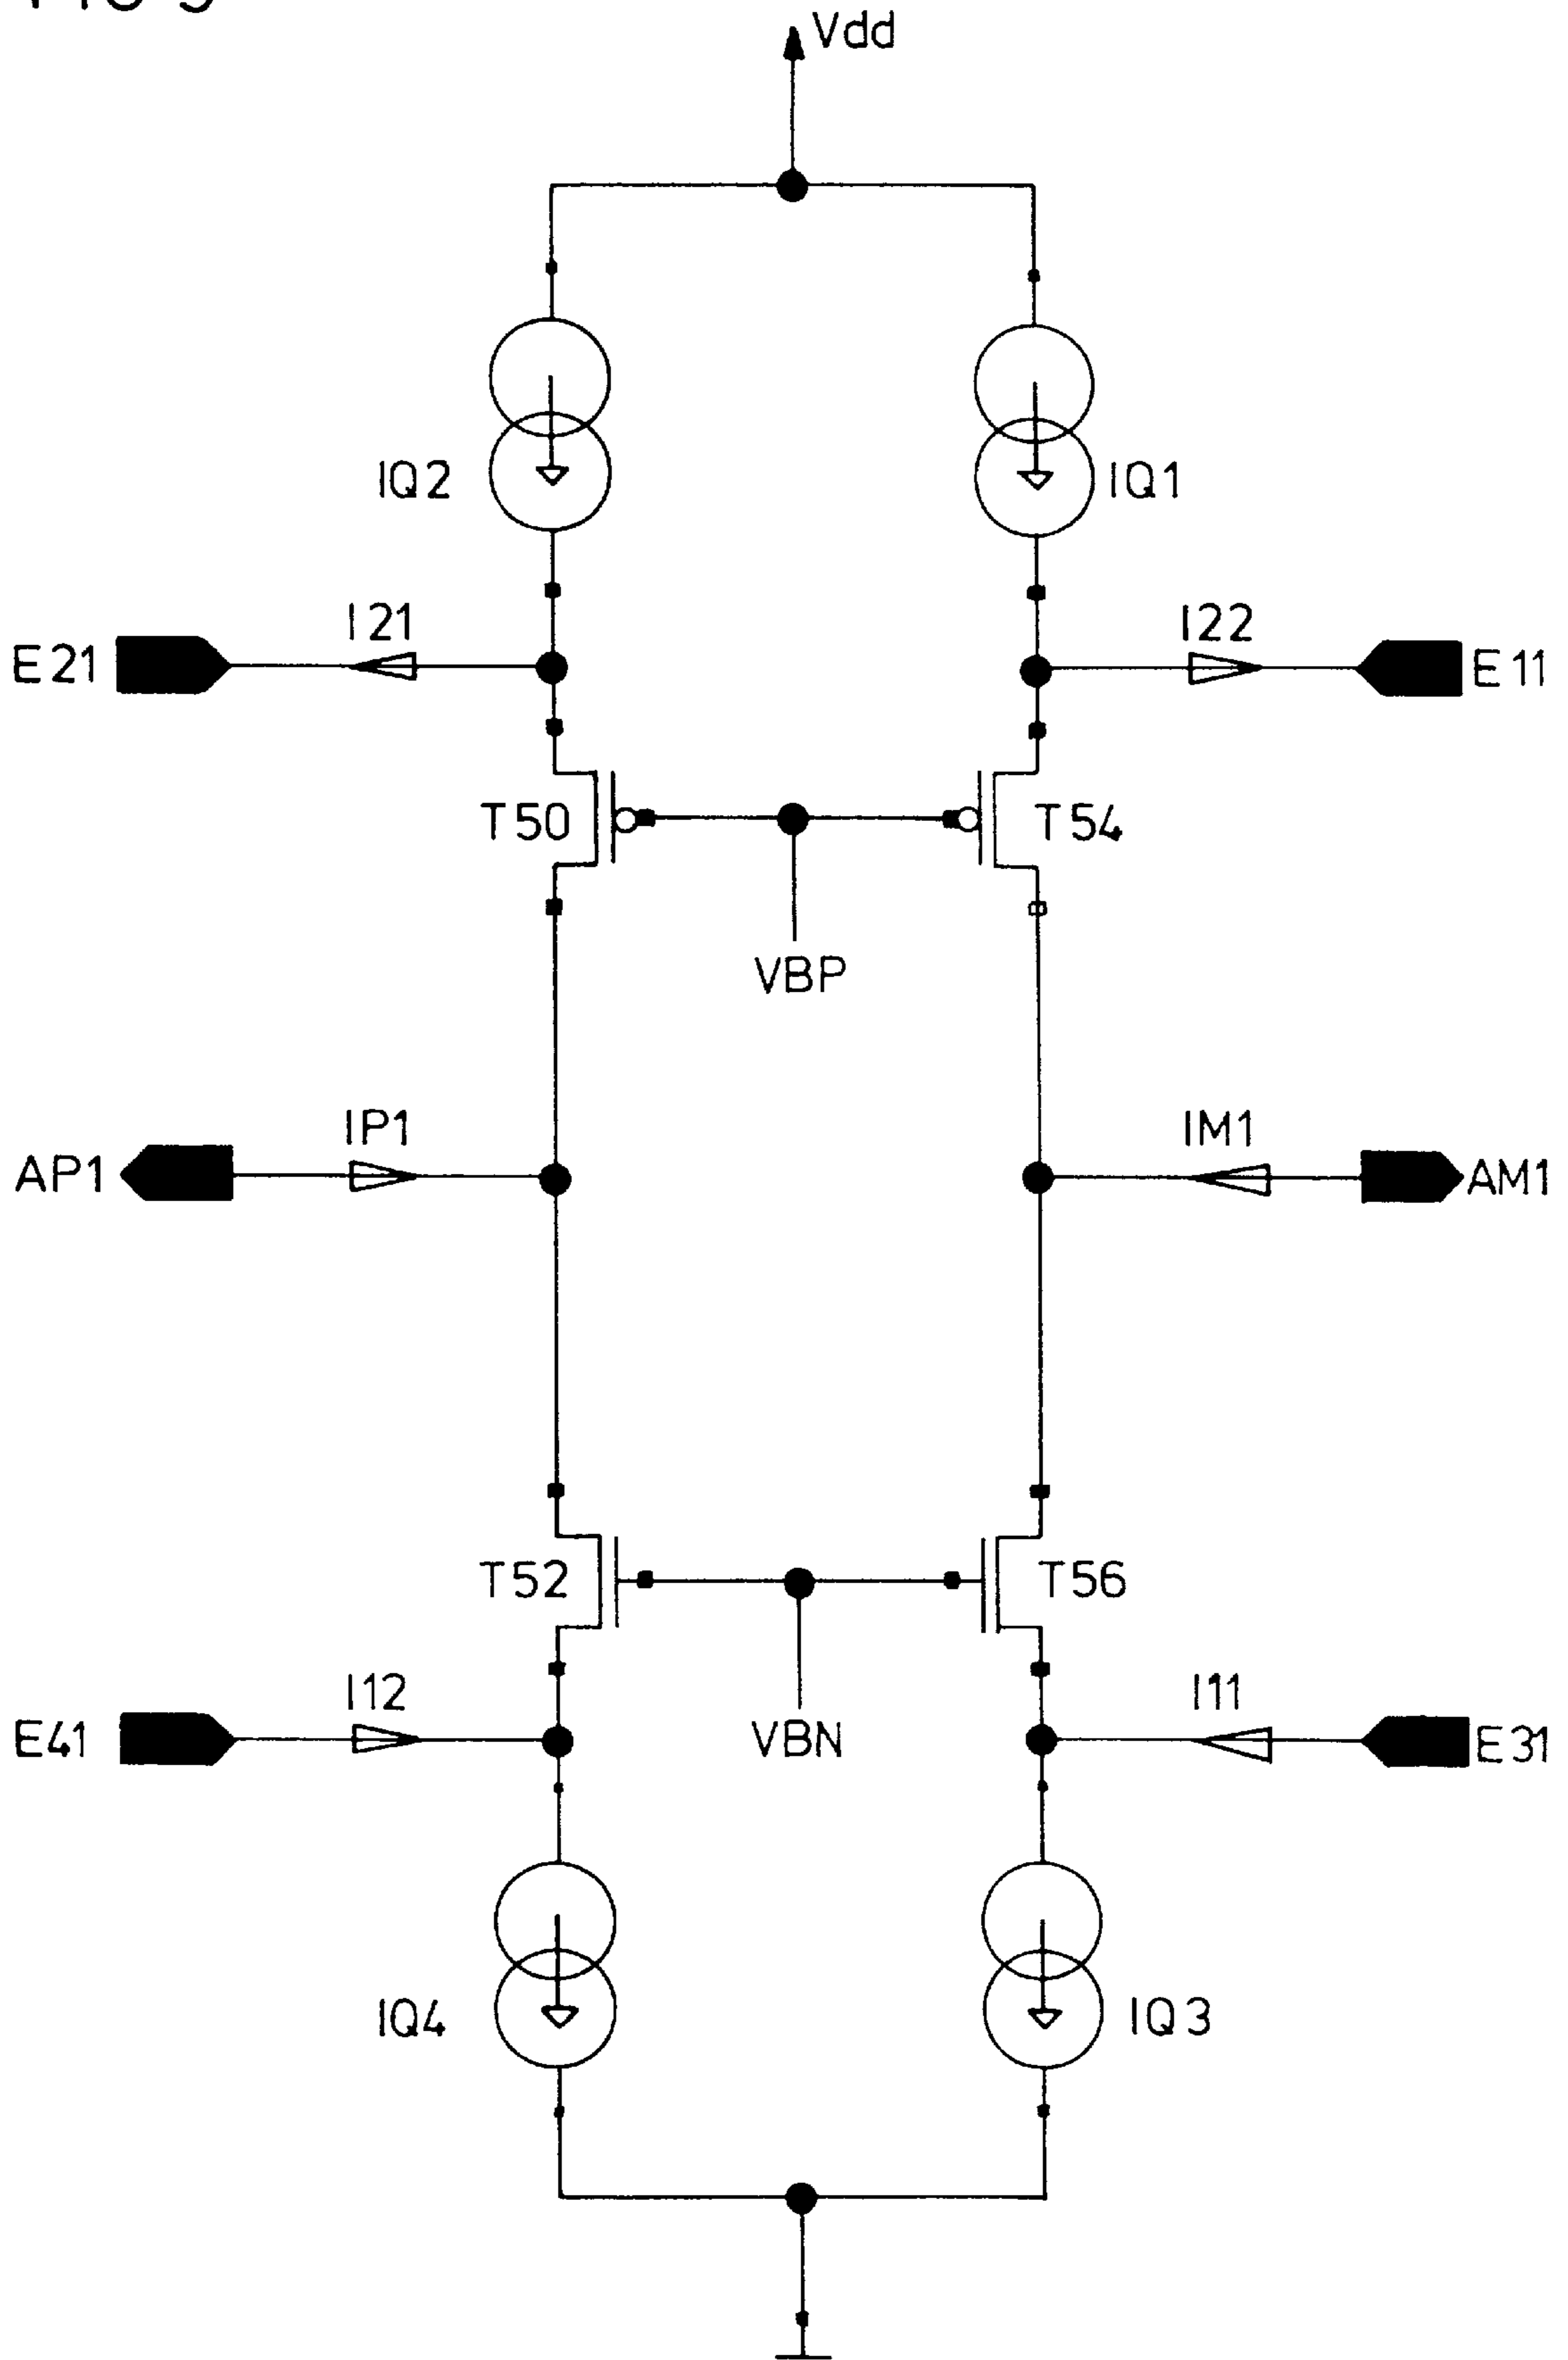 Vdd
IQ2
IQ1
I21
I22
E21
E11
T50
T54
VBP
IP1
IM1
AP1
AM1
T52
T56
I12
I11
E41
VBN
E31
IQ4
IQ3